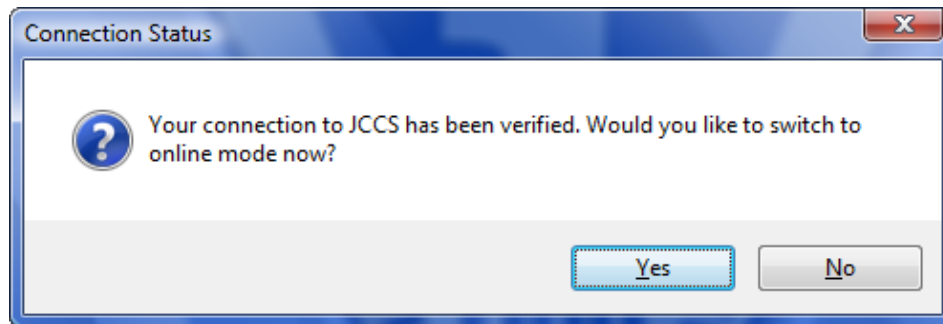 Connection Status
Your connection to JCCS has been verified. Would you like to switch to
online mode now?
Yes
No